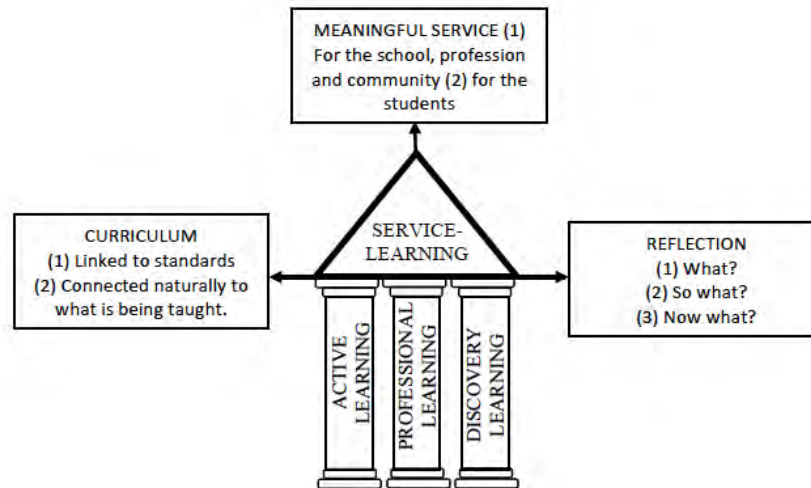 MEANINGFUL SERVICE (1)
For the school, profession
and community (2) for the
students
CURRICULUM
(1) Linked to standards
(2) Connected naturally to
what is being taught.
SERVICE-
LEARNING
REFLECTION
(1) What?
(2) So what?
(3) Now what?
ACTIVE
LEARNING
PROFESSIONAL
LEARNING
DISCOVERY
LEARNING